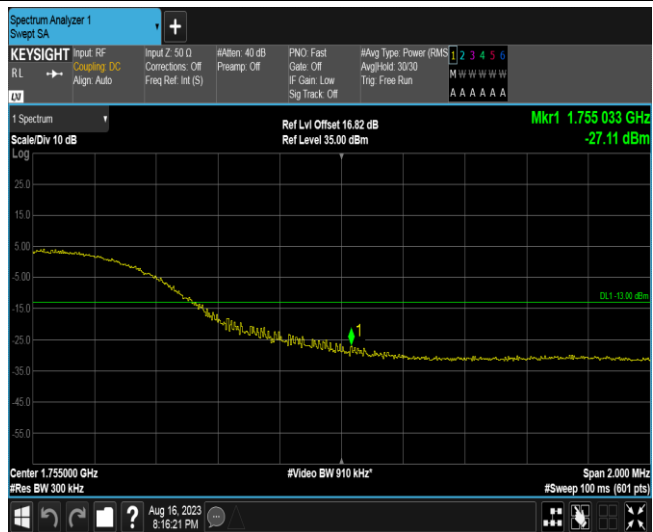 Spectrum Analyzer 1
Swept SA
+
KEYSIGHT Input: RF Input Z: 50 Ω #Atten: 40 dB PNO: Fast #Avg Type: Power (RMS 1 2 3 4 5 6
RL Coupling: DC Corrections: Off Preamp: Off Gate: Off Avg|Hold: 30/30 M W W W W W
Align: Auto Freq Ref: Int (S) IF Gain: Low Trig: Free Run
LXI Sig Track: Off A A A A A A
1 Spectrum Ref Lvl Offset 16.82 dB Mkr1 1.755 033 GHz
Scale/Div 10 dB Ref Level 35.00 dBm -27.11 dBm
Log
25.0
15.0
5.00
-5.00
DL1 -13.00 dBm
-15.0
1
-25.0
-35.0
-45.0
-55.0
Center 1.755000 GHz #Video BW 910 kHz* Span 2.000 MHz
#Res BW 300 kHz #Sweep 100 ms (601 pts)
? Aug 16, 2023
8:16:21 PM